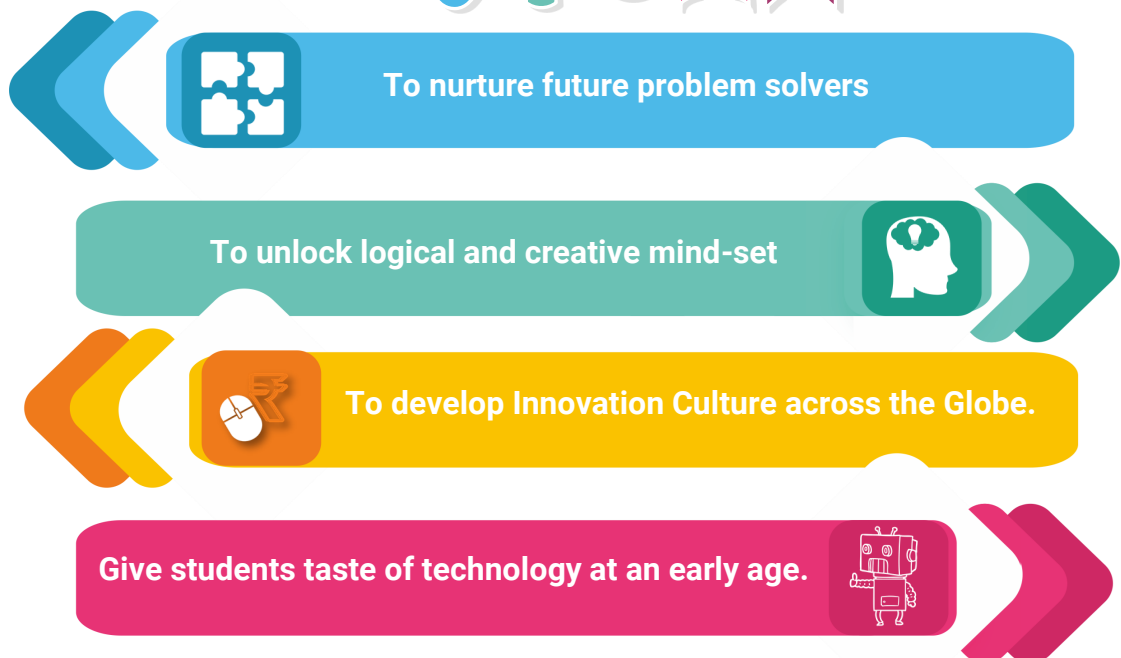 To nurture future problem solvers
To unlock logical and creative mind-set
To develop Innovation Culture across the Globe.
Give students taste of technology at an early age.